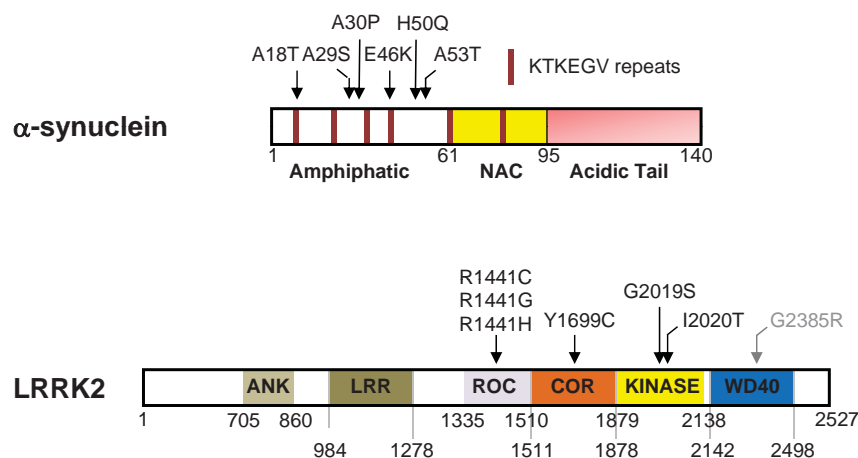 A30P H50Q
A18T A29S E46K A53T
KTKEGV repeats
α-synuclein
1 61 95 140
Amphiphatic NAC Acidic Tail
R1441C
R1441G
R1441H
Y1699C
G2019S
I2020T
G2385R
LRRK2
ANK LRR ROC COR KINASE WD40
1 705 860 1335 1510 1879 2138 2527
984 1278 1511 1878 2142 2498